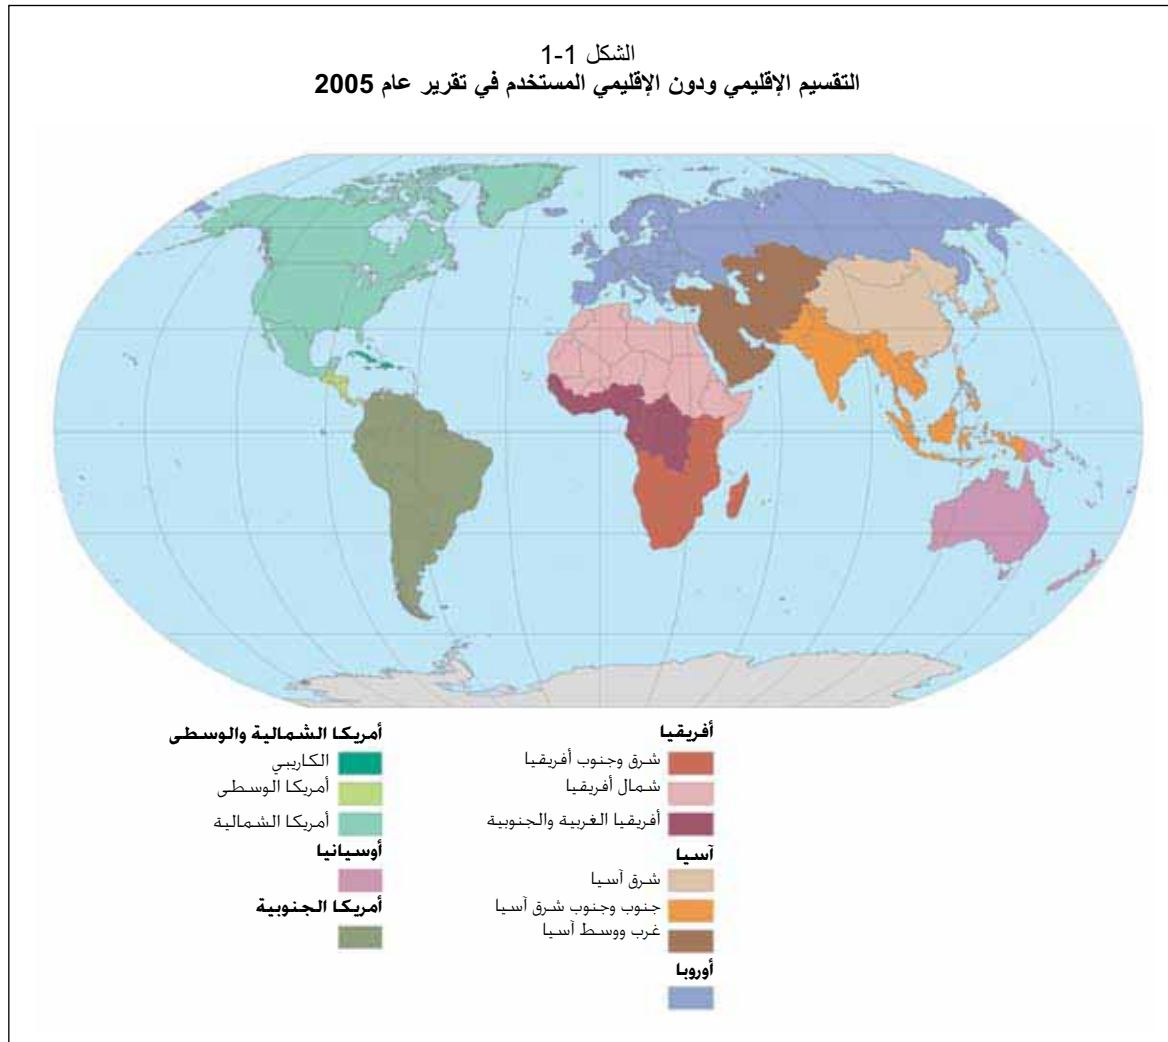 الشكل 1-1
التقسيم الإقليمي ودون الإقليمي المستخدم في تقرير عام 2005
أفريقيا
شرق وجنوب أفريقيا
شمال أفريقيا
أفريقيا الغربية والجنوبية
آسيا
شرق آسيا
جنوب وجنوب شرق آسيا
غرب ووسط آسيا
أوروبا
أمريكا الشمالية والوسطى
الكاريبي
أمريكا الوسطى
أمريكا الشمالية
أوسيانيا
أمريكا الجنوبية